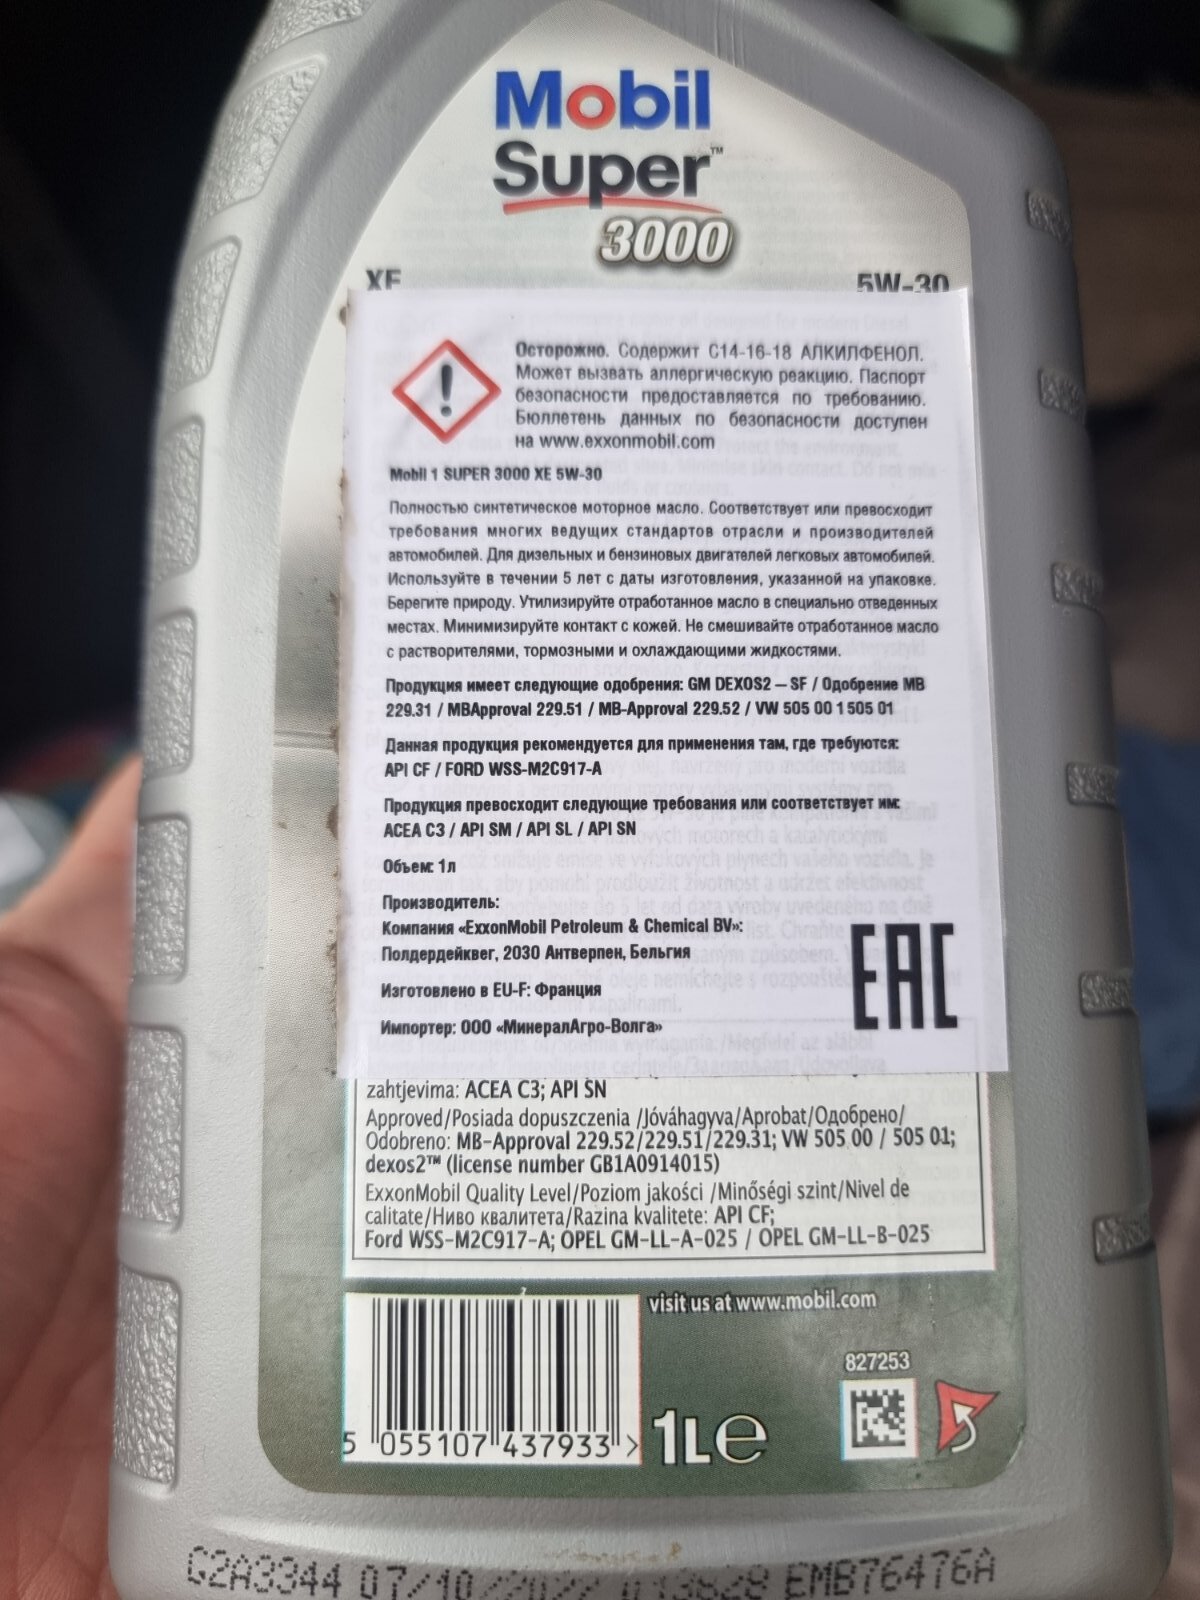 Mobil
Super™
3000
XE 5W-30
Осторожно. Содержит C14-16-18 АЛКИЛФЕНОЛ.
Может вызвать аллергическую реакцию. Паспорт
безопасности предоставляется по требованию.
Бюллетень данных по безопасности доступен
на www.exxonmobil.com
Mobil 1 SUPER 3000 XE 5W-30
Полностью синтетическое моторное масло. Соответствует или превосходит
требования многих ведущих стандартов отрасли и производителей
автомобилей. Для дизельных и бензиновых двигателей легковых автомобилей.
Используйте в течении 5 лет с даты изготовления, указанной на упаковке.
Берегите природу. Утилизируйте отработанное масло в специально отведенных
местах. Минимизируйте контакт с кожей. Не смешивайте отработанное масло
с растворителями, тормозными и охлаждающими жидкостями.
Продукция имеет следующие одобрения: GM DEXOS2 – SF / Одобрение MB
229.31 / MBApproval 229.51 / MB-Approval 229.52 / VW 505 00 1 505 01
Данная продукция рекомендуется для применения там, где требуются:
API CF / FORD WSS-M2C917-A
Продукция превосходит следующие требования или соответствует им:
ACEA C3 / API SM / API SL / API SN
Объем: 1л
Производитель:
Компания «ExxonMobil Petroleum & Chemical BV»:
Полдердейквег, 2030 Антверпен, Бельгия
Изготовлено в EU-F: Франция
Импортер: ООО «МинералАгро-Волга»
EAC
zahtjevima: ACEA C3; API SN
Approved/Posiada dopuszczenia /Jóváhagyva/Aprobat/Одобрено/
Odobreno: MB-Approval 229.52/229.51/229.31; VW 505 00 / 505 01;
dexos2™ (license number GB1A0914015)
ExxonMobil Quality Level/Poziom jakości /Minőségi szint/Nivel de
calitate/Ниво квалитета/Razina kvalitete: API CF;
Ford WSS-M2C917-A; OPEL GM-LL-A-025 / OPEL GM-LL-B-025
visit us at www.mobil.com
827253
5 055107 437933 >
1L e
G2A3344 07/10/2022 EMB76476A